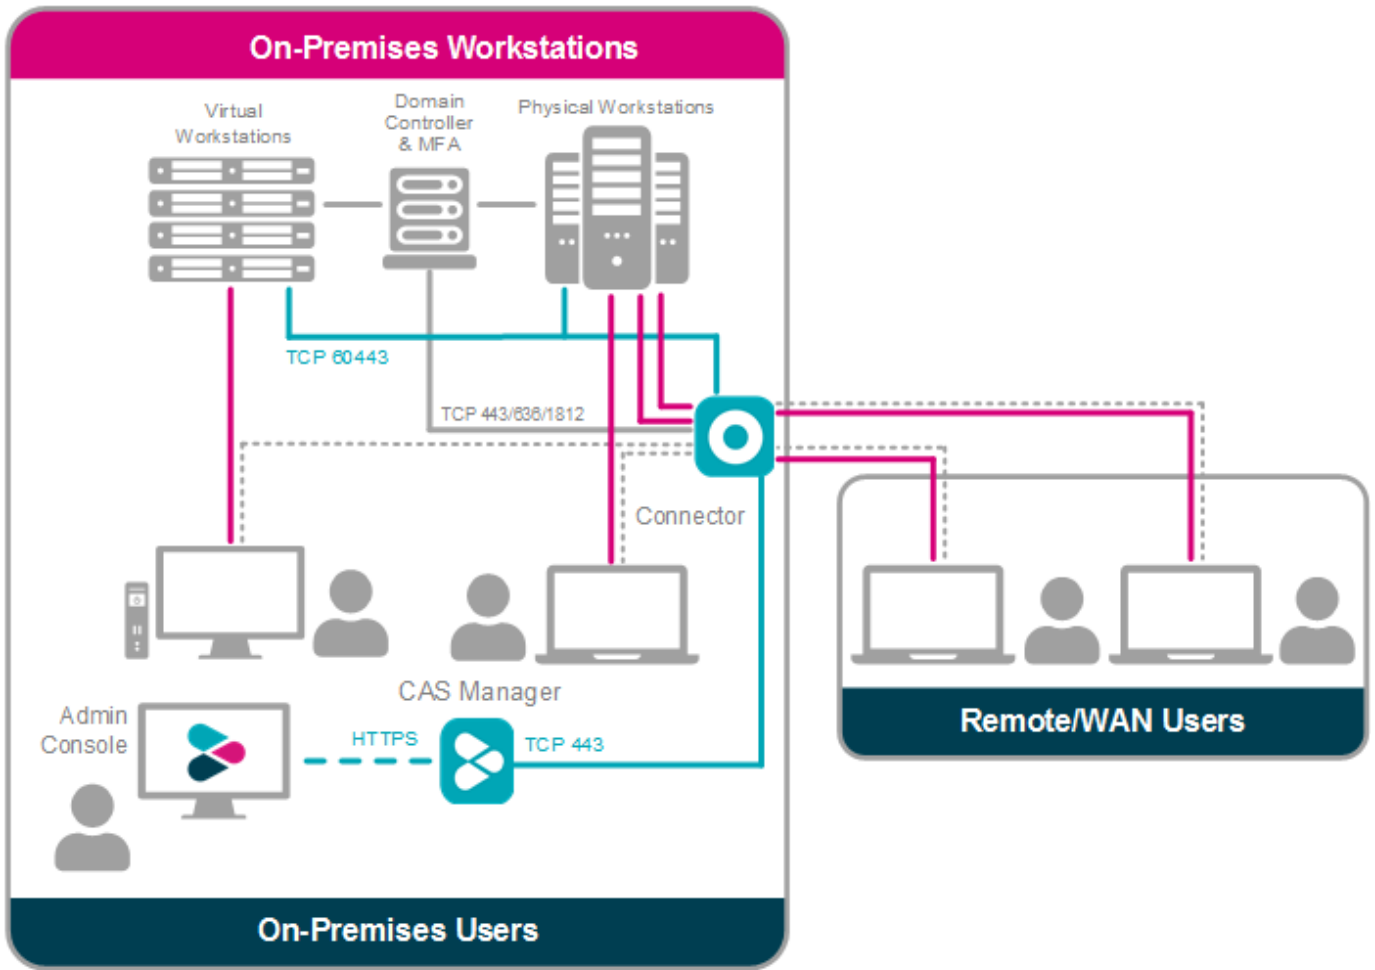 On-Premises Workstations
Virtual
Workstations
Domain
Controller
& MFA
Physical Workstations
TCP 60443
TCP 443/636/1812
Connector
CAS Manager
Admin
Console
HTTPS
TCP 443
Remote/WAN Users
On-Premises Users